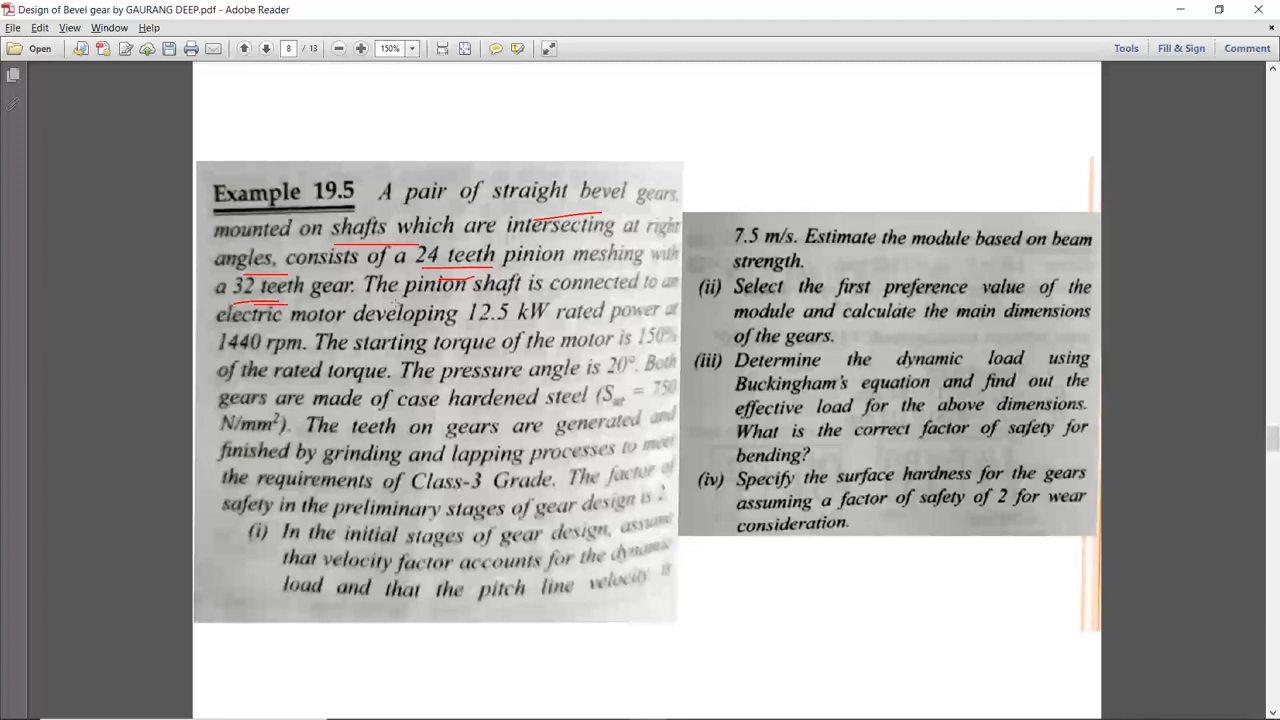 Design of Bevel gear by GAURANG DEEP.pdf - Adobe Reader
File Edit View Window Help
Open 8 / 13 150% Tools Fill & Sign Comment
Example 19.5 A pair of straight bevel gears,
mounted on shafts which are intersecting at right
angles, consists of a 24 teeth pinion meshing with
a 32 teeth gear. The pinion shaft is connected to an
electric motor developing 12.5 kW rated power at
1440 rpm. The starting torque of the motor is 150%
of the rated torque. The pressure angle is 20°. Both
gears are made of case hardened steel (Sut = 750
N/mm²). The teeth on gears are generated and
finished by grinding and lapping processes to meet
the requirements of Class-3 Grade. The factor of
safety in the preliminary stages of gear design is 2.
(i) In the initial stages of gear design, assume
that velocity factor accounts for the dynamic
load and that the pitch line velocity is
7.5 m/s. Estimate the module based on beam
strength.
(ii) Select the first preference value of the
module and calculate the main dimensions
of the gears.
(iii) Determine the dynamic load using
Buckingham's equation and find out the
effective load for the above dimensions.
What is the correct factor of safety for
bending?
(iv) Specify the surface hardness for the gears
assuming a factor of safety of 2 for wear
consideration.